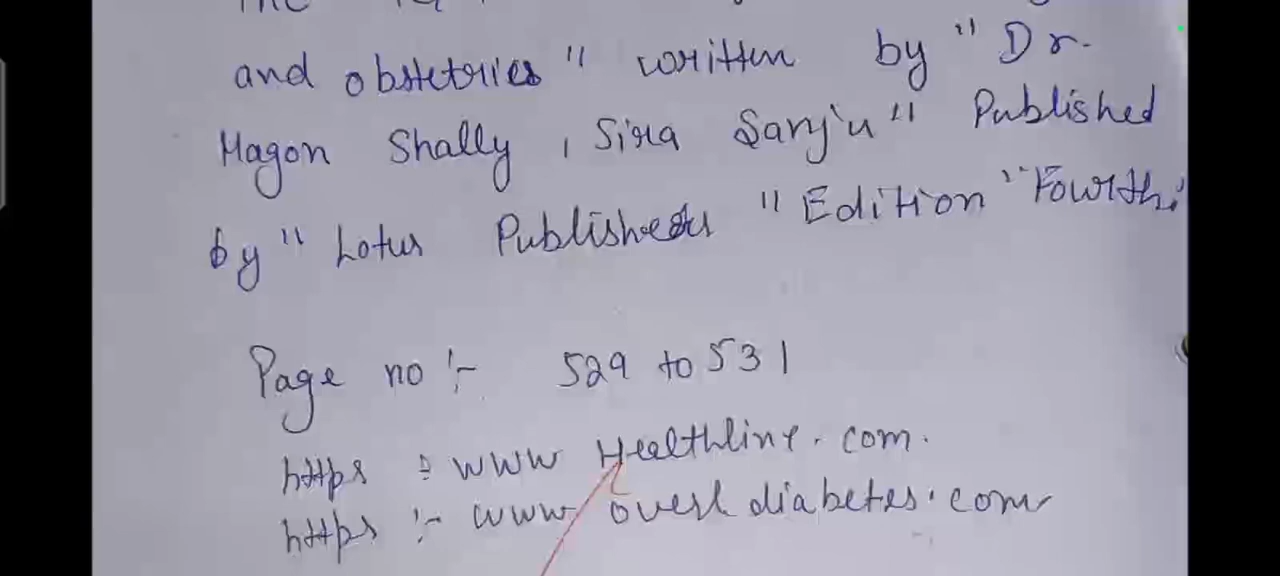 and obstetrics " written by " Dr.
Magon Shally , Sira Sanju " Published
by " Lotus Publishers " Edition " Fourth.
Page no :- 529 to 531
https : www Healthline . com .
https :- www overl diabetes . com